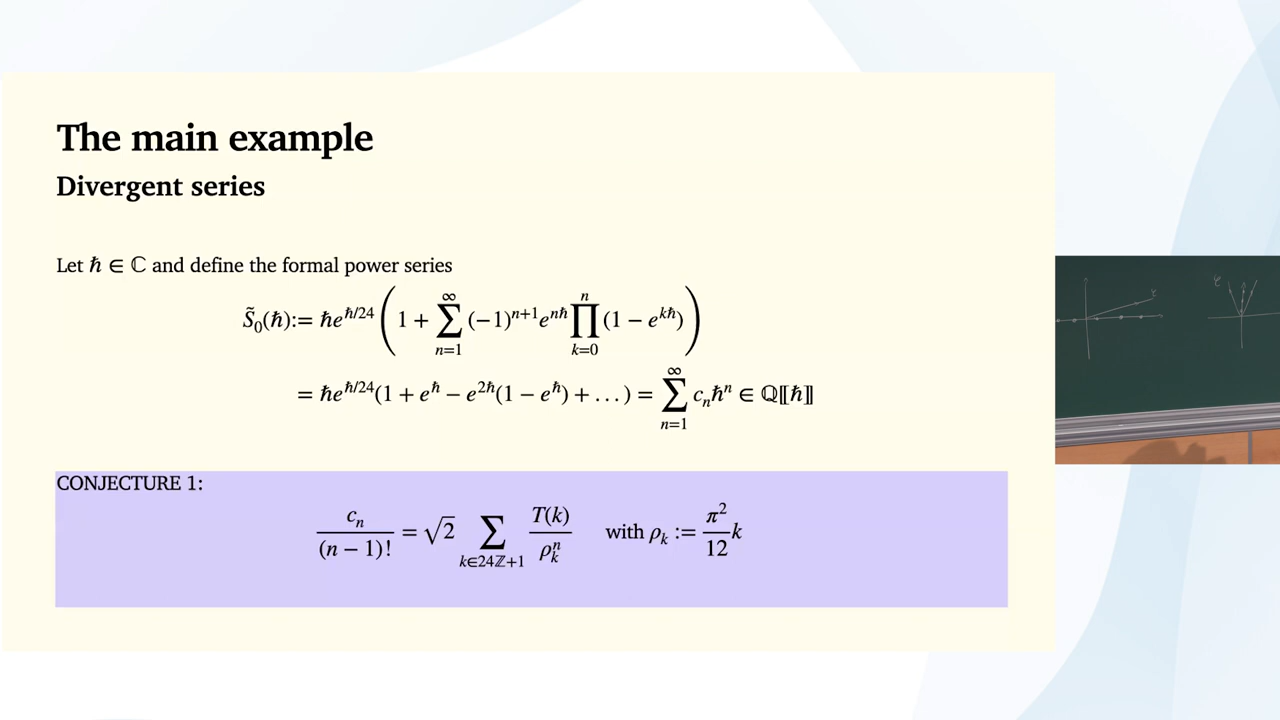 The main example
Divergent series
Let ℏ ∈ ℂ and define the formal power series
S̃₀(ℏ):= ℏe^{ℏ/24} ( 1 + ∑_{n=1}^{∞} (−1)^{n+1} e^{nℏ} ∏_{k=0}^{n} (1 − e^{kℏ}) )
= ℏe^{ℏ/24}(1 + e^{ℏ} − e^{2ℏ}(1 − e^{ℏ}) + . . . ) = ∑_{n=1}^{∞} c_n ℏ^n ∈ ℚ⟦ℏ⟧
CONJECTURE 1:
c_n / (n − 1)! = √2 ∑_{k∈24ℤ+1} T(k) / ρ_k^n with ρ_k := π²/12 k